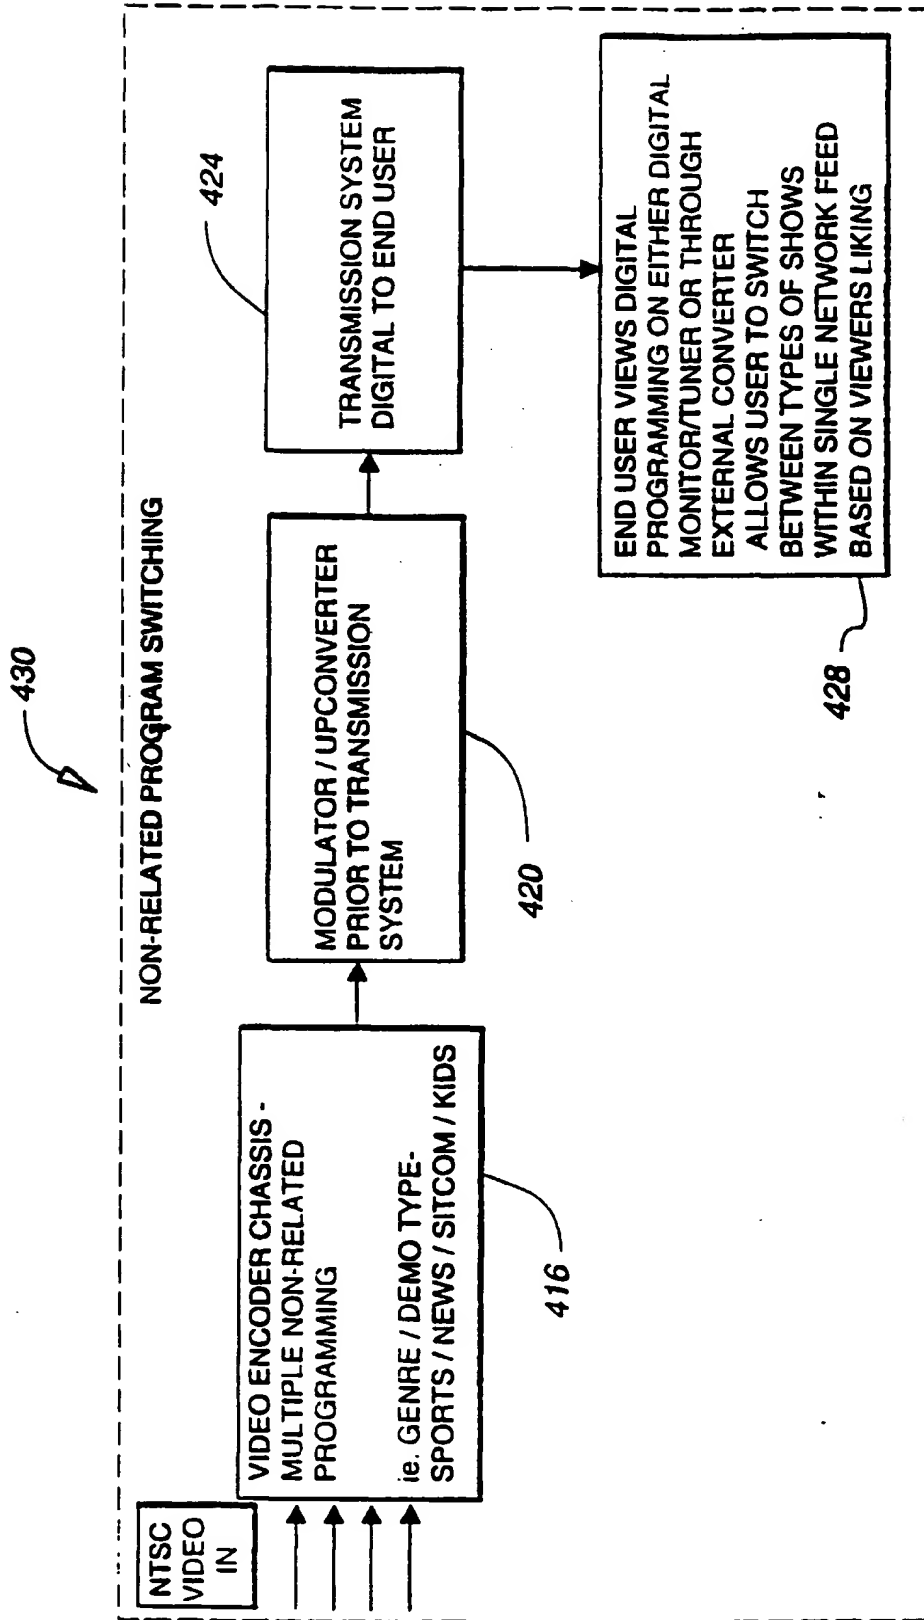 430
NON-RELATED PROGRAM SWITCHING
NTSC
VIDEO
IN
VIDEO ENCODER CHASSIS -
MULTIPLE NON-RELATED
PROGRAMMING
ie. GENRE / DEMO TYPE-
SPORTS / NEWS / SITCOM / KIDS
416
MODULATOR / UPCONVERTER
PRIOR TO TRANSMISSION
SYSTEM
420
TRANSMISSION SYSTEM
DIGITAL TO END USER
424
END USER VIEWS DIGITAL
PROGRAMMING ON EITHER DIGITAL
MONITOR/TUNER OR THROUGH
EXTERNAL CONVERTER
ALLOWS USER TO SWITCH
BETWEEN TYPES OF SHOWS
WITHIN SINGLE NETWORK FEED
BASED ON VIEWERS LIKING
428